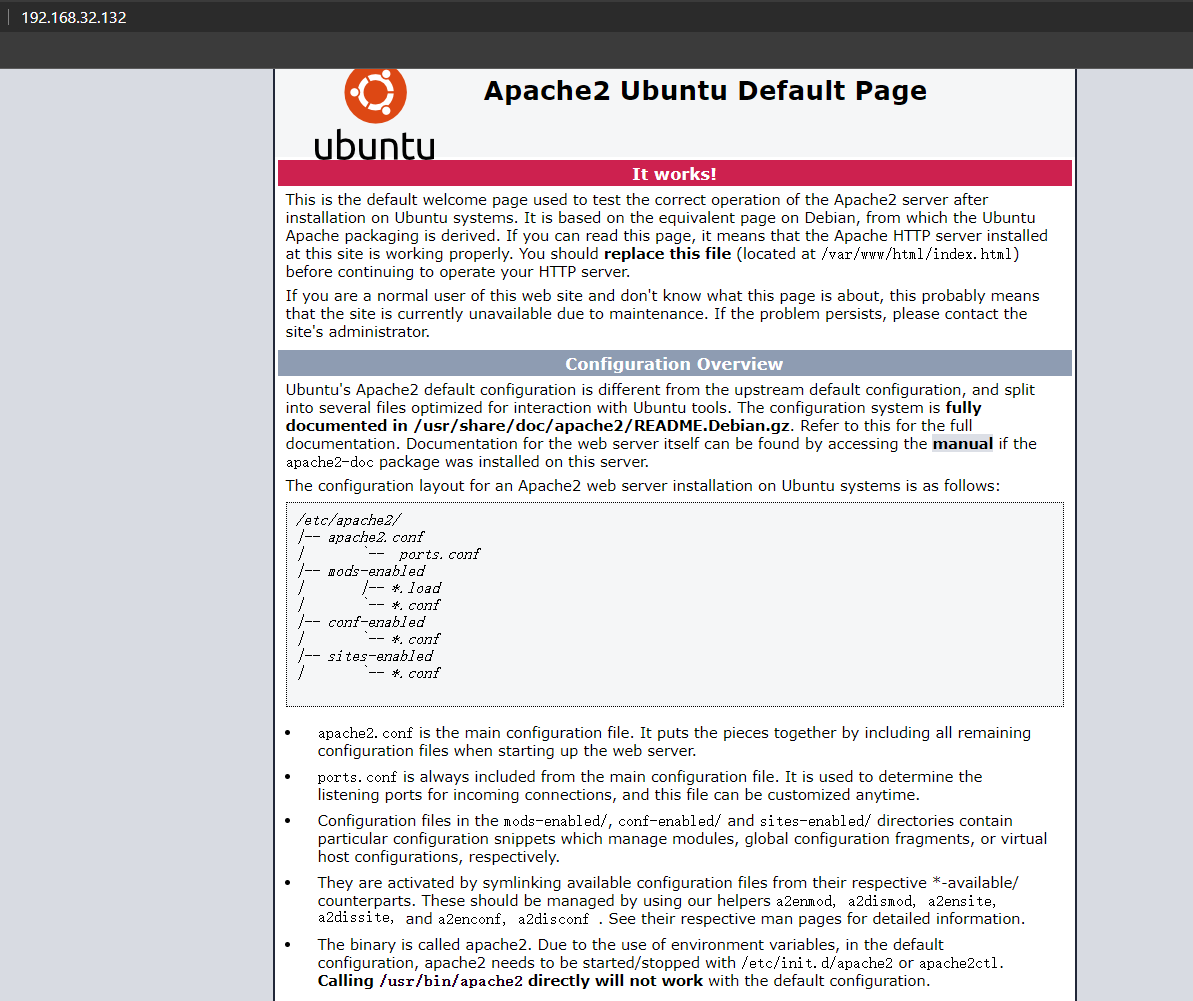 192.168.32.132
Apache2 Ubuntu Default Page
ubuntu
It works!
This is the default welcome page used to test the correct operation of the Apache2 server after
installation on Ubuntu systems. It is based on the equivalent page on Debian, from which the Ubuntu
Apache packaging is derived. If you can read this page, it means that the Apache HTTP server installed
at this site is working properly. You should replace this file (located at /var/www/html/index.html)
before continuing to operate your HTTP server.
If you are a normal user of this web site and don't know what this page is about, this probably means
that the site is currently unavailable due to maintenance. If the problem persists, please contact the
site's administrator.
Configuration Overview
Ubuntu's Apache2 default configuration is different from the upstream default configuration, and split
into several files optimized for interaction with Ubuntu tools. The configuration system is fully
documented in /usr/share/doc/apache2/README.Debian.gz. Refer to this for the full
documentation. Documentation for the web server itself can be found by accessing the manual if the
apache2-doc package was installed on this server.
The configuration layout for an Apache2 web server installation on Ubuntu systems is as follows:
/etc/apache2/
|-- apache2.conf
|       `--  ports.conf
|-- mods-enabled
|       |-- *.load
|       `-- *.conf
|-- conf-enabled
|       `-- *.conf
|-- sites-enabled
|       `-- *.conf
• apache2.conf is the main configuration file. It puts the pieces together by including all remaining
configuration files when starting up the web server.
• ports.conf is always included from the main configuration file. It is used to determine the
listening ports for incoming connections, and this file can be customized anytime.
• Configuration files in the mods-enabled/, conf-enabled/ and sites-enabled/ directories contain
particular configuration snippets which manage modules, global configuration fragments, or virtual
host configurations, respectively.
• They are activated by symlinking available configuration files from their respective *-available/
counterparts. These should be managed by using our helpers a2enmod, a2dismod, a2ensite,
a2dissite, and a2enconf, a2disconf . See their respective man pages for detailed information.
• The binary is called apache2. Due to the use of environment variables, in the default
configuration, apache2 needs to be started/stopped with /etc/init.d/apache2 or apache2ctl.
Calling /usr/bin/apache2 directly will not work with the default configuration.